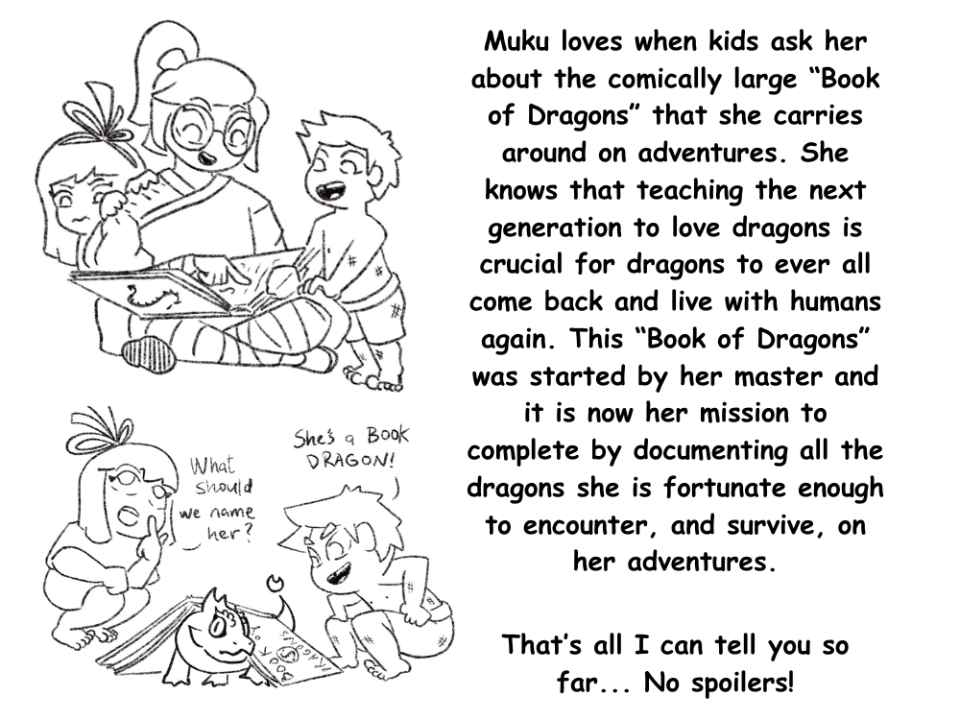 Muku loves when kids ask her
about the comically large “Book
of Dragons” that she carries
around on adventures. She
knows that teaching the next
generation to love dragons is
crucial for dragons to ever all
come back and live with humans
again. This “Book of Dragons”
was started by her master and
it is now her mission to
complete by documenting all the
dragons she is fortunate enough
to encounter, and survive, on
her adventures.
That’s all I can tell you so
far... No spoilers!
What
should
we name
her?
She's a BOOK
DRAGON!
BOOK OF
DRAGONS